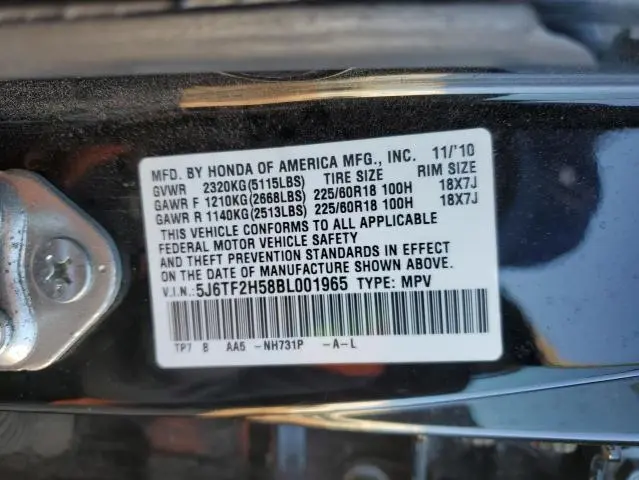 MFD. BY HONDA OF AMERICA MFG., INC. 11/'10
GVWR 2320KG(5115LBS) TIRE SIZE RIM SIZE
GAWR F 1210KG(2668LBS) 225/60R18 100H 18X7J
GAWR R 1140KG(2513LBS) 225/60R18 100H 18X7J
THIS VEHICLE CONFORMS TO ALL APPLICABLE
FEDERAL MOTOR VEHICLE SAFETY
AND THEFT PREVENTION STANDARDS IN EFFECT
ON THE DATE OF MANUFACTURE SHOWN ABOVE.
V.I.N.: 5J6TF2H58BL001965 TYPE: MPV
TP7 B AA5 -NH731P -A-L